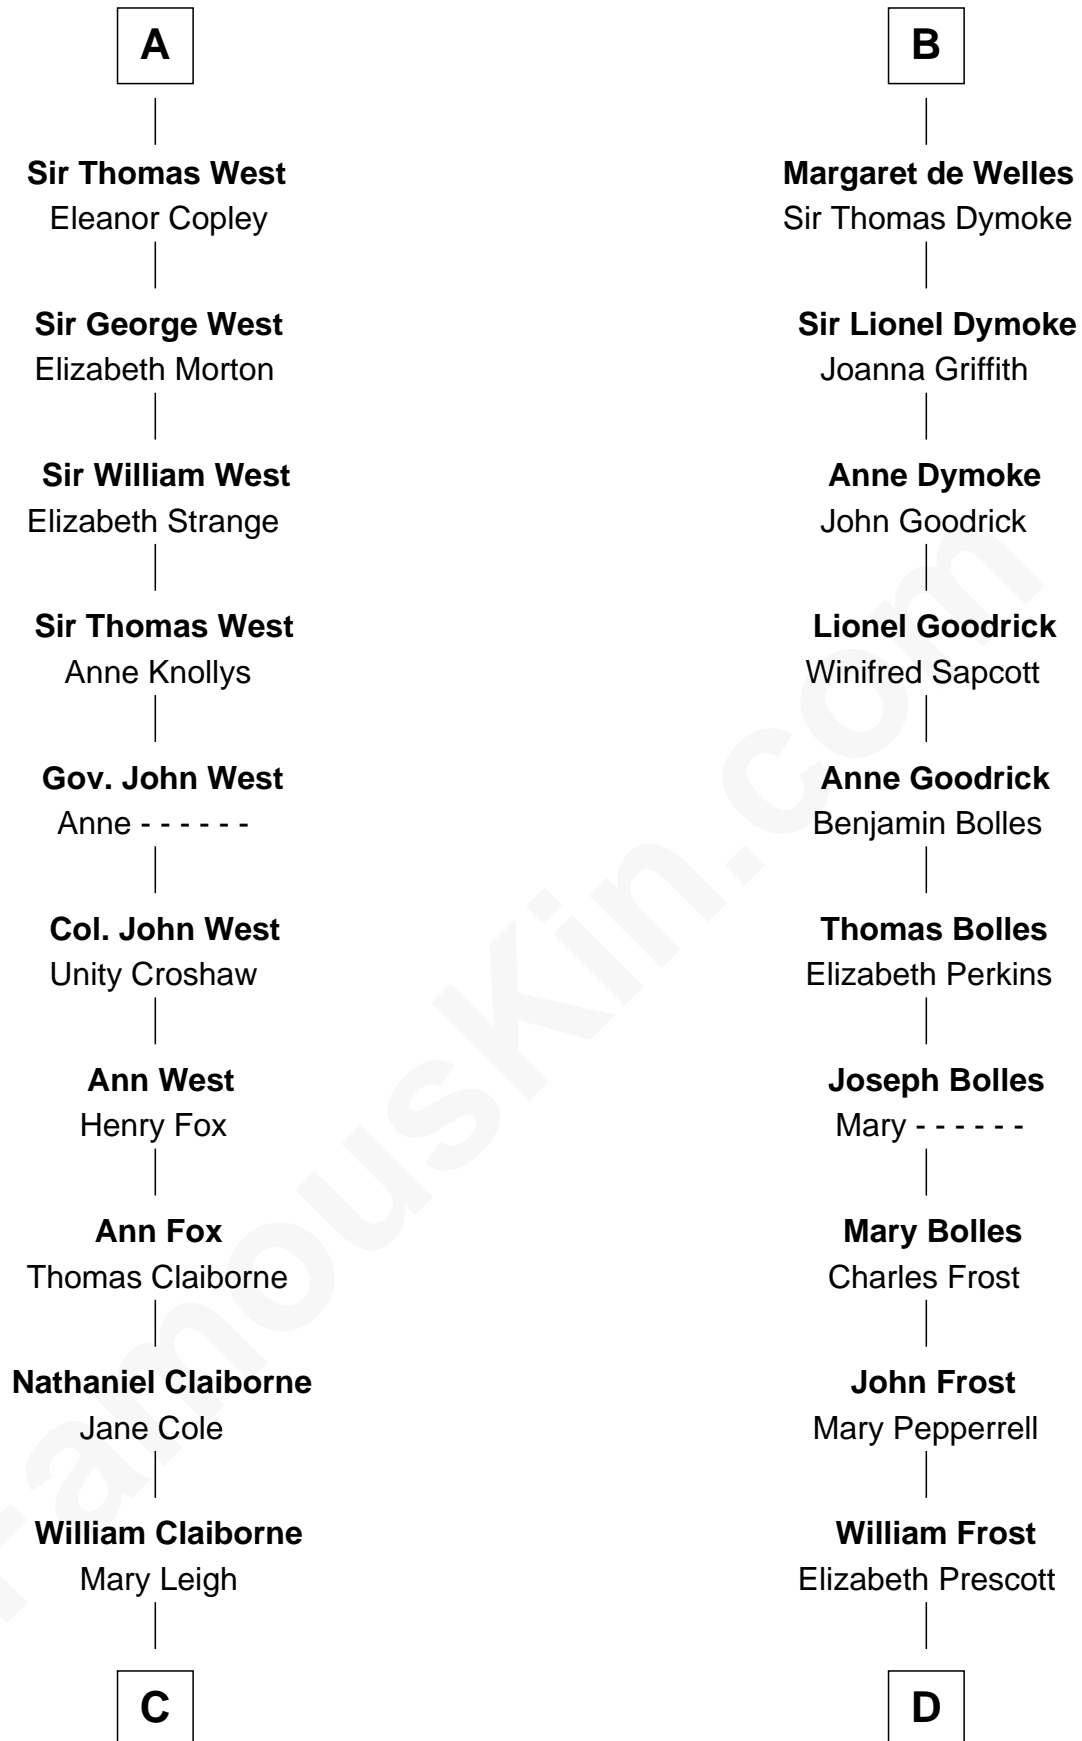 A
Sir Thomas West
Eleanor Copley
Sir George West
Elizabeth Morton
Sir William West
Elizabeth Strange
Sir Thomas West
Anne Knollys
Gov. John West
Anne - - - - - -
Col. John West
Unity Croshaw
Ann West
Henry Fox
Ann Fox
Thomas Claiborne
Nathaniel Claiborne
Jane Cole
William Claiborne
Mary Leigh
C
B
Margaret de Welles
Sir Thomas Dymoke
Sir Lionel Dymoke
Joanna Griffith
Anne Dymoke
John Goodrick
Lionel Goodrick
Winifred Sapcott
Anne Goodrick
Benjamin Bolles
Thomas Bolles
Elizabeth Perkins
Joseph Bolles
Mary - - - - - -
Mary Bolles
Charles Frost
John Frost
Mary Pepperrell
William Frost
Elizabeth Prescott
D
FamousKin.com